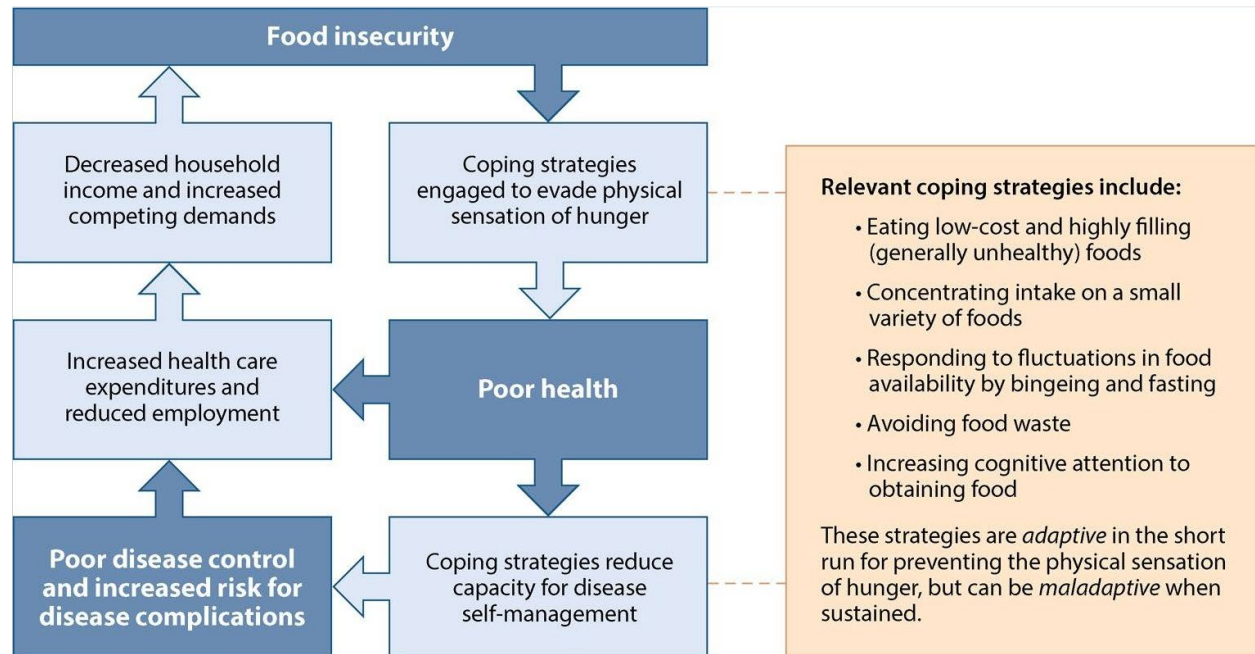 Food insecurity
Decreased household
income and increased
competing demands
Coping strategies
engaged to evade physical
sensation of hunger
Increased health care
expenditures and
reduced employment
Poor health
Poor disease control
and increased risk for
disease complications
Coping strategies reduce
capacity for disease
self-management
Relevant coping strategies include:
• Eating low-cost and highly filling
(generally unhealthy) foods
• Concentrating intake on a small
variety of foods
• Responding to fluctuations in food
availability by bingeing and fasting
• Avoiding food waste
• Increasing cognitive attention to
obtaining food
These strategies are adaptive in the short
run for preventing the physical sensation
of hunger, but can be maladaptive when
sustained.